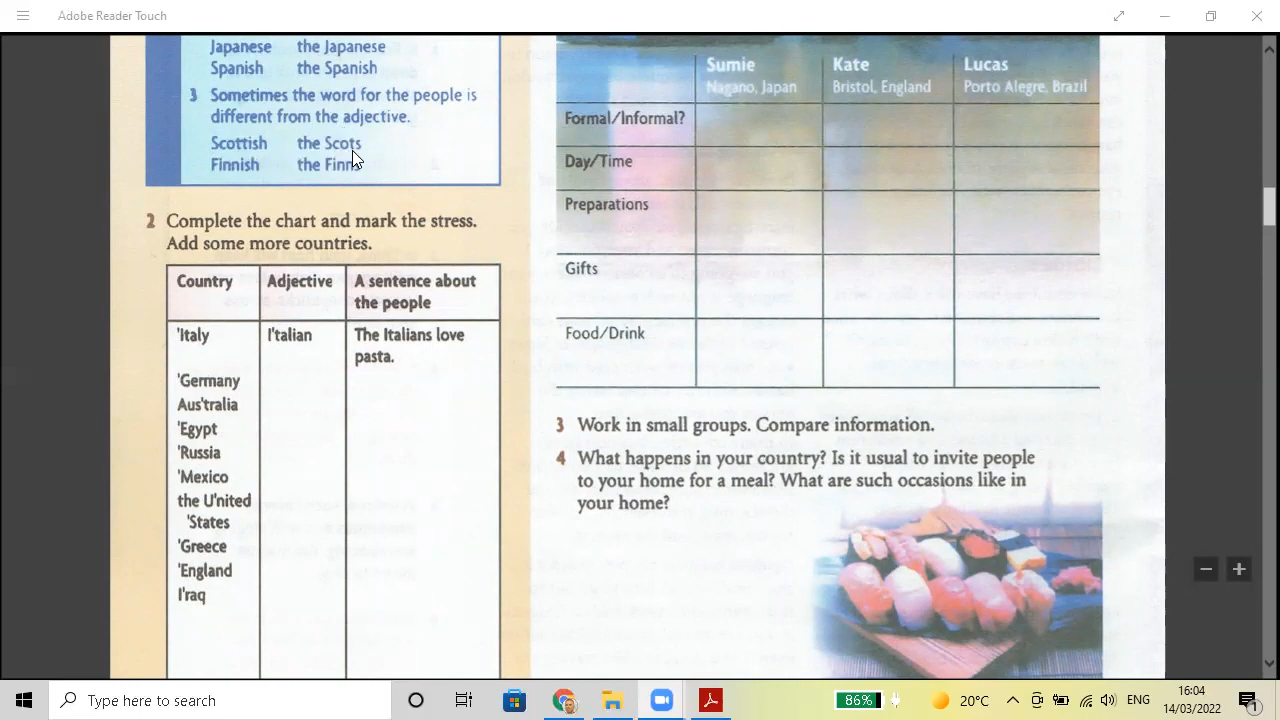 Adobe Reader Touch
Japanese the Japanese
Spanish the Spanish
3 Sometimes the word for the people is
different from the adjective.
Scottish the Scots
Finnish the Finns
2 Complete the chart and mark the stress.
Add some more countries.
Country Adjective A sentence about
the people
'Italy I'talian The Italians love
pasta.
'Germany
Aus'tralia
'Egypt
'Russia
'Mexico
the U'nited
'States
'Greece
'England
I'raq
Sumie Kate Lucas
Nagano, Japan Bristol, England Porto Alegre, Brazil
Formal/Informal?
Day/Time
Preparations
Gifts
Food/Drink
3 Work in small groups. Compare information.
4 What happens in your country? Is it usual to invite people
to your home for a meal? What are such occasions like in
your home?
Type here to search
86%
20°C
ENG
16:04
14/03/2022
1